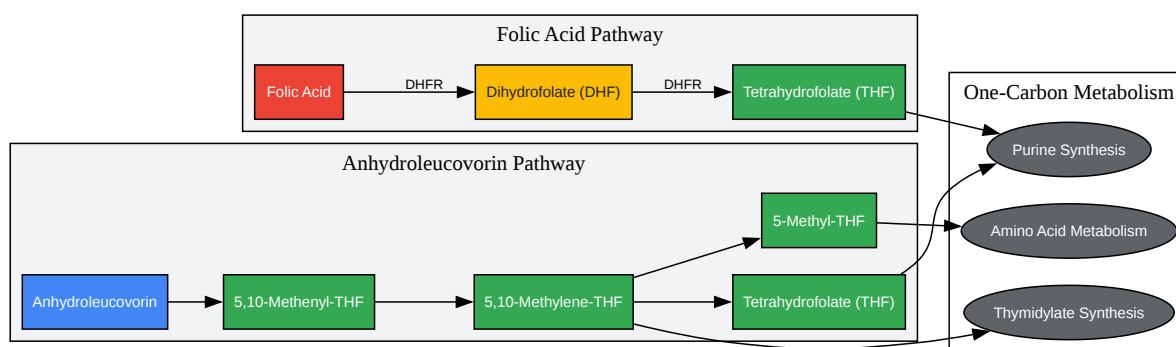 Folic Acid Pathway
Folic Acid
DHFR
Dihydrofolate (DHF)
DHFR
Tetrahydrofolate (THF)
One-Carbon Metabolism
Purine Synthesis
Amino Acid Metabolism
Thymidylate Synthesis
Anhydroleucovorin Pathway
5-Methyl-THF
Anhydroleucovorin
5,10-Methenyl-THF
5,10-Methylene-THF
Tetrahydrofolate (THF)